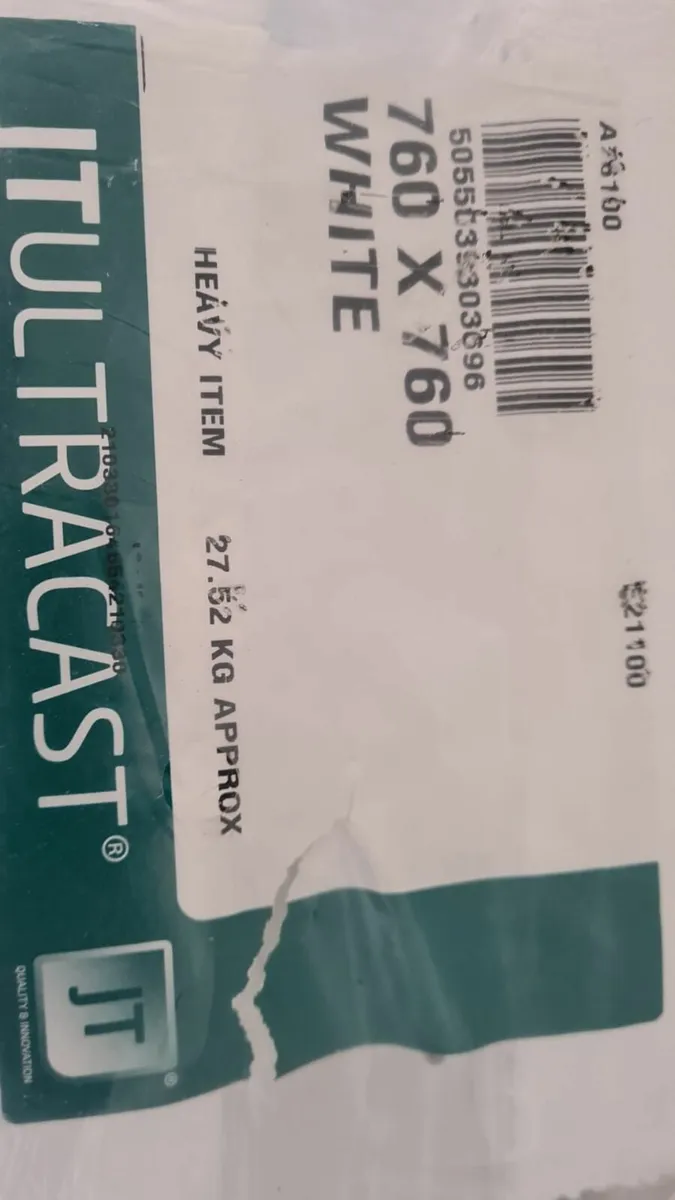 760 X 760
WHITE
HEAVY ITEM 27.52 KG APPROX
JTULTRACAST®
JT®
QUALITY & INNOVATION